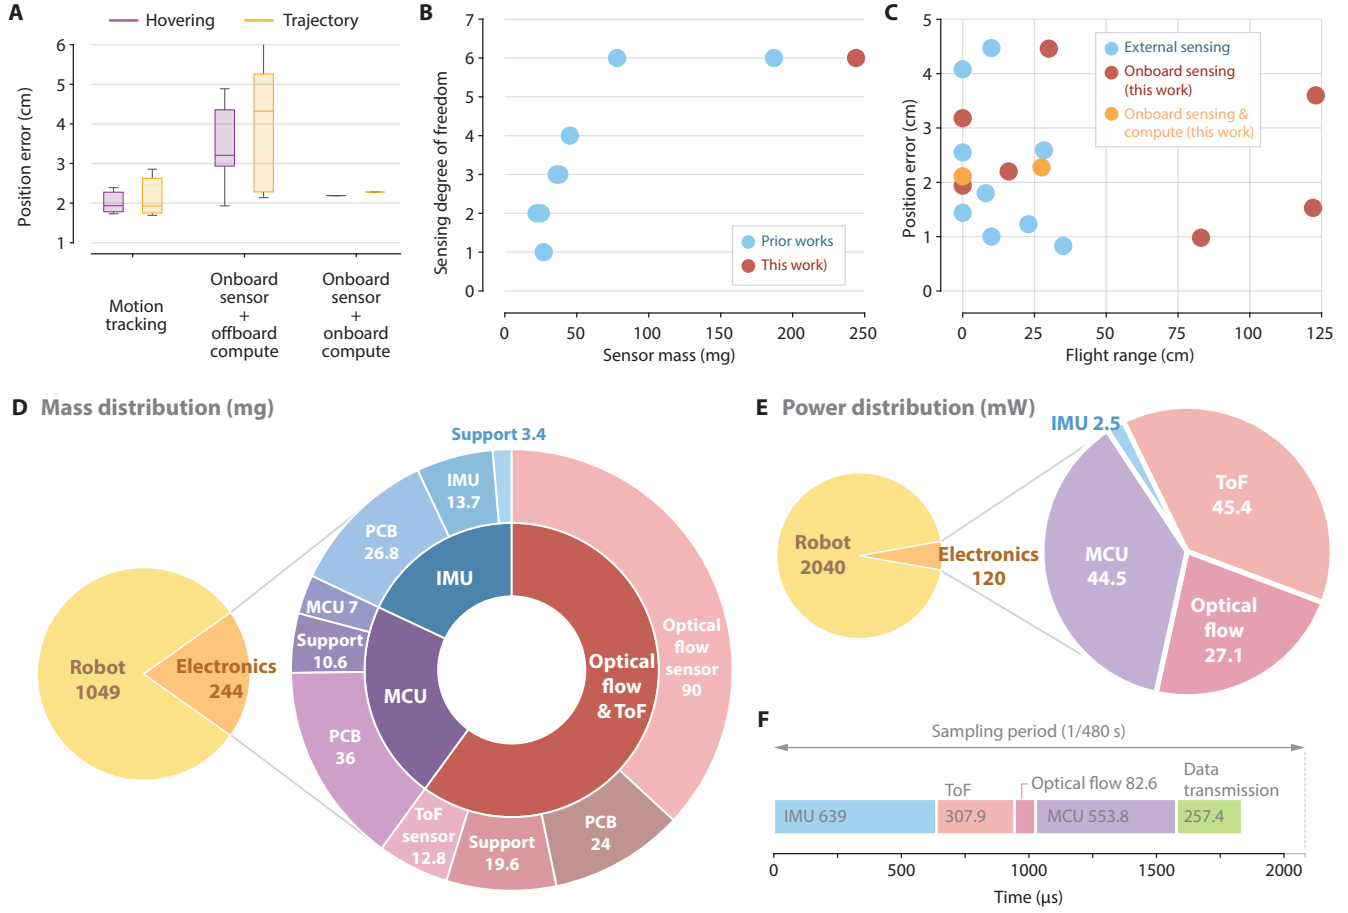 A
Hovering
Trajectory
Position error (cm)
6
5
4
3
2
1
Motion
tracking
Onboard
sensor
+
offboard
compute
Onboard
sensor
+
onboard
compute
B
Sensing degree of freedom
7
6
5
4
3
2
1
0
Prior works
This work)
0
50
100
150
200
250
Sensor mass (mg)
C
Position error (cm)
5
4
3
2
1
0
External sensing
Onboard sensing
(this work)
Onboard sensing &
compute (this work)
0
25
50
75
100
125
Flight range (cm)
D Mass distribution (mg)
Robot
1049
Electronics
244
Support 3.4
IMU
13.7
PCB
26.8
MCU 7
Support
10.6
PCB
36
ToF
sensor
12.8
Support
19.6
PCB
24
Optical
flow
sensor
90
IMU
MCU
Optical
flow
& ToF
E Power distribution (mW)
Robot
2040
Electronics
120
IMU 2.5
ToF
45.4
MCU
44.5
Optical
flow
27.1
F
Sampling period (1/480 s)
IMU 639
ToF
307.9
Optical flow 82.6
MCU 553.8
Data
transmission
257.4
0
500
1000
1500
2000
Time (μs)